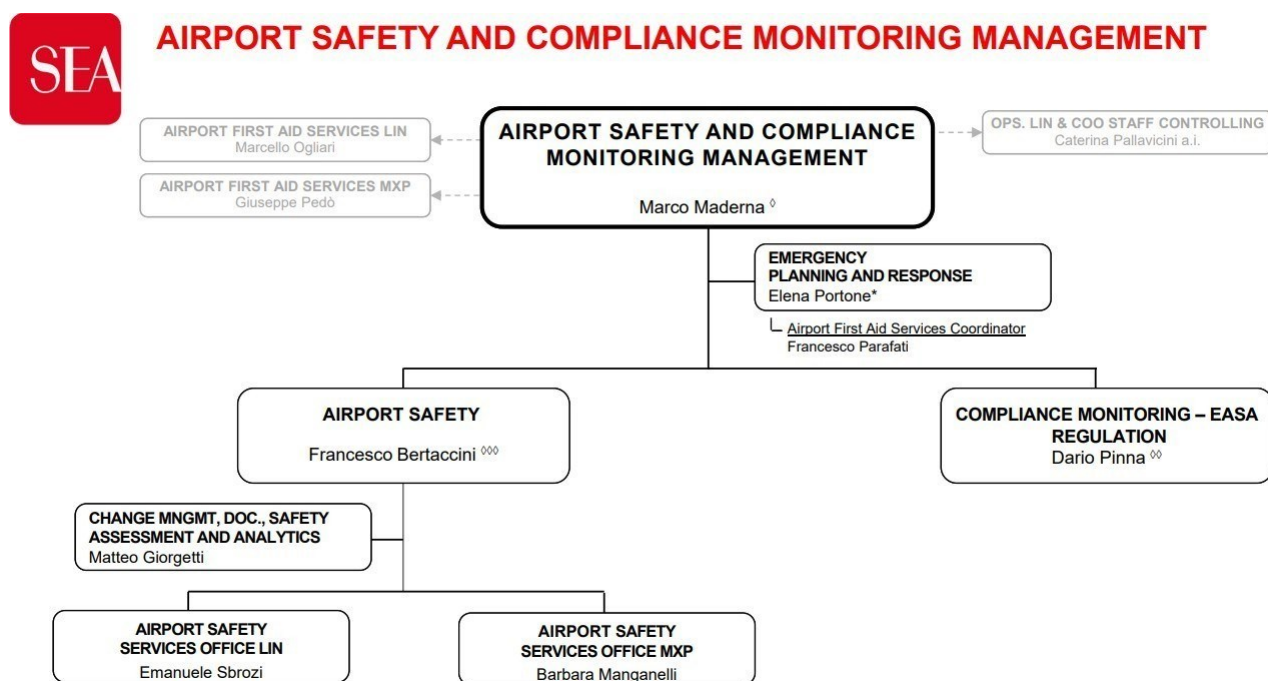 SEA
AIRPORT SAFETY AND COMPLIANCE MONITORING MANAGEMENT
AIRPORT FIRST AID SERVICES LIN
Marcello Ogliari
AIRPORT FIRST AID SERVICES MXP
Giuseppe Pedò
AIRPORT SAFETY AND COMPLIANCE
MONITORING MANAGEMENT
Marco Maderna ◊
OPS. LIN & COO STAFF CONTROLLING
Caterina Pallavicini a.i.
EMERGENCY
PLANNING AND RESPONSE
Elena Portone*
Airport First Aid Services Coordinator
Francesco Parafati
AIRPORT SAFETY
Francesco Bertaccini ◊◊◊
COMPLIANCE MONITORING – EASA
REGULATION
Dario Pinna ◊◊
CHANGE MNGMT, DOC., SAFETY
ASSESSMENT AND ANALYTICS
Matteo Giorgetti
AIRPORT SAFETY
SERVICES OFFICE LIN
Emanuele Sbrozi
AIRPORT SAFETY
SERVICES OFFICE MXP
Barbara Manganelli